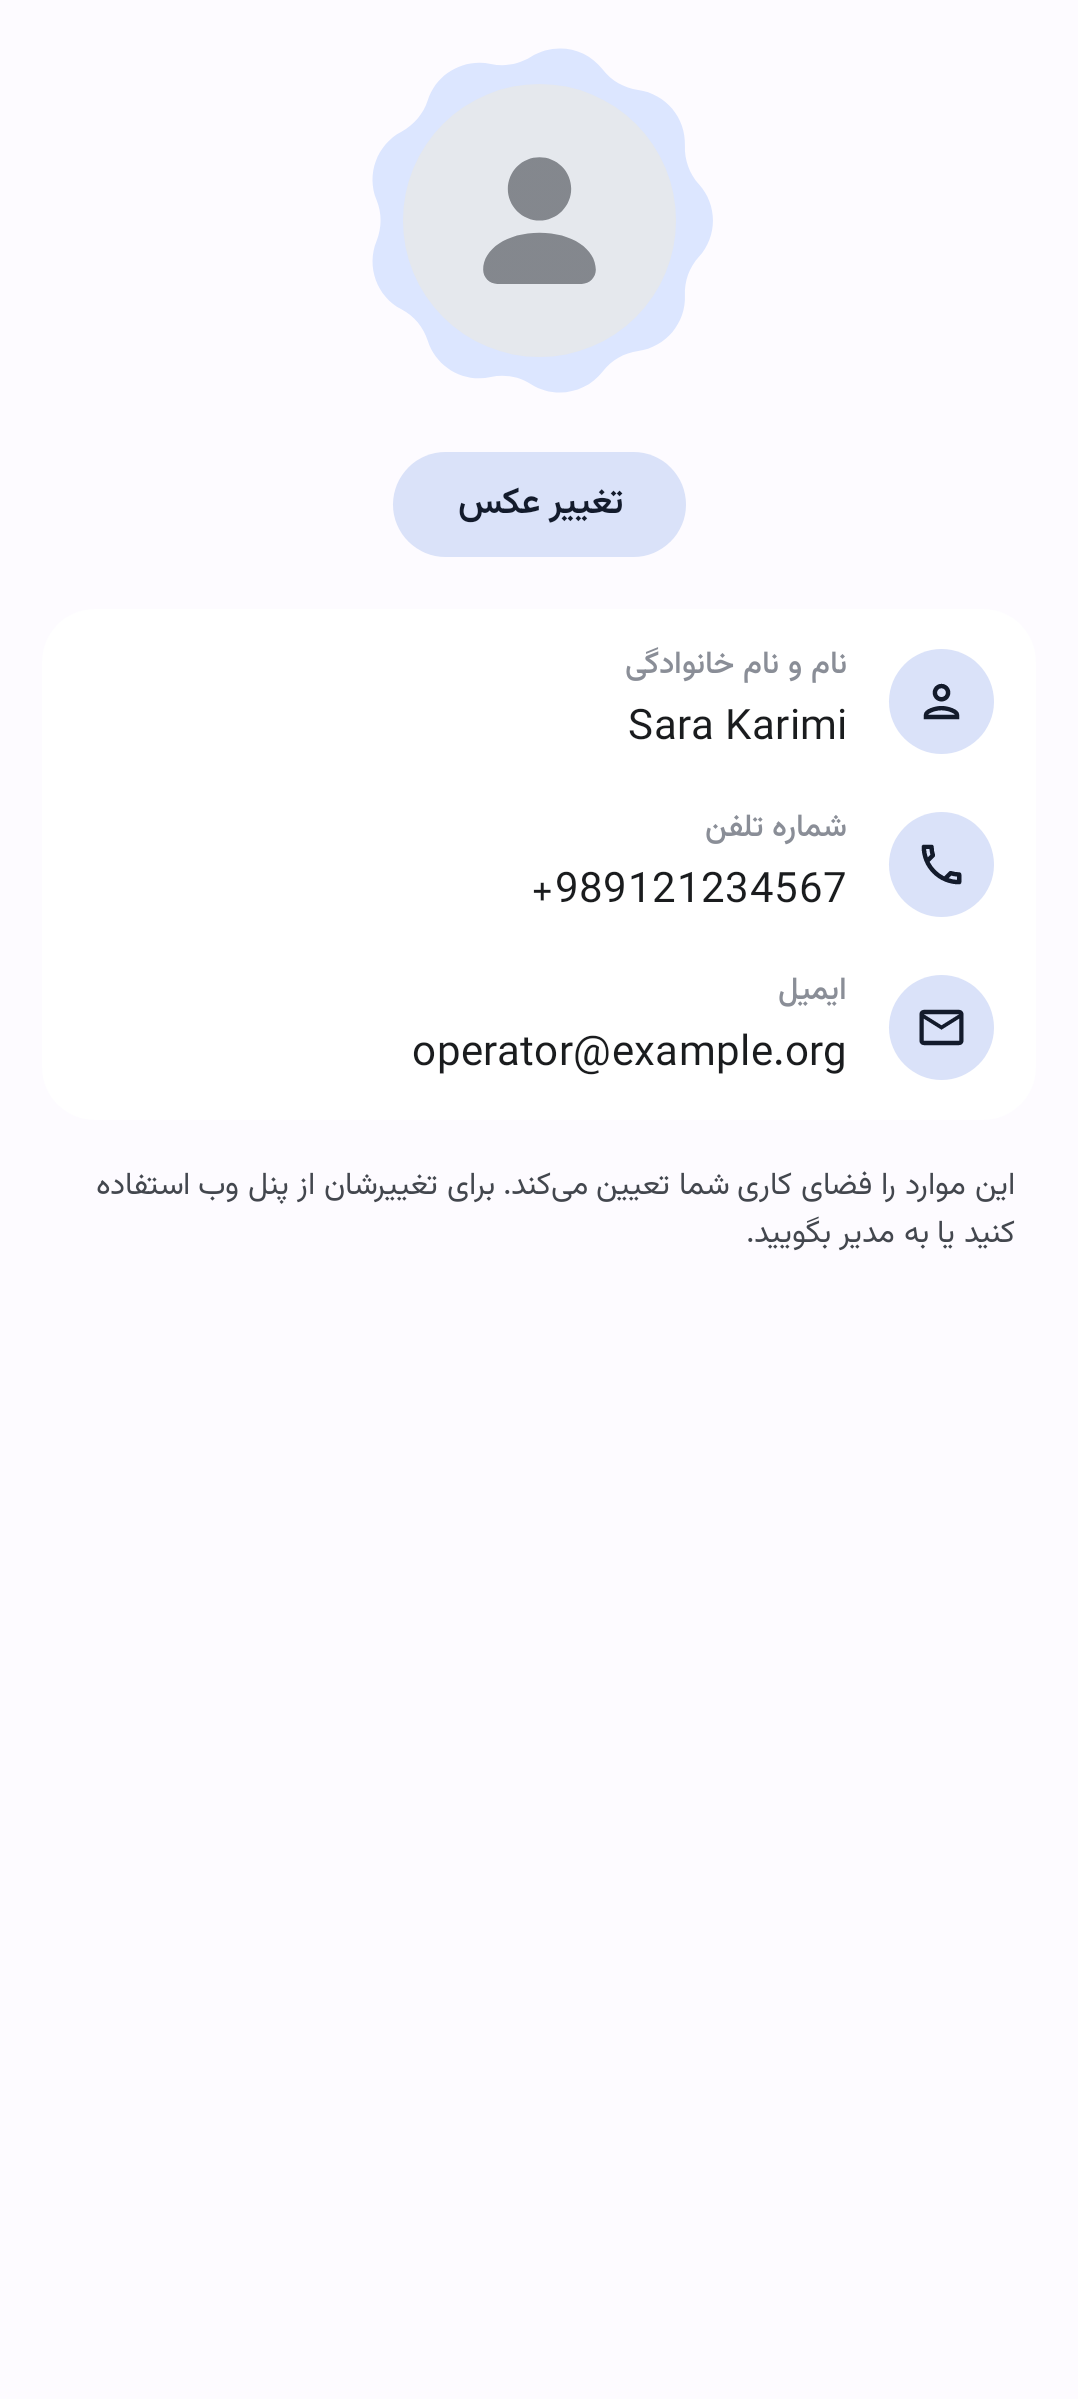 تغییر عکس
نام و نام خانوادگی
Sara Karimi
شماره تلفن
+989121234567
ایمیل
operator@example.org
این موارد را فضای کاری شما تعیین می‌کند. برای تغییرشان از پنل وب استفاده
کنید یا به مدیر بگویید.